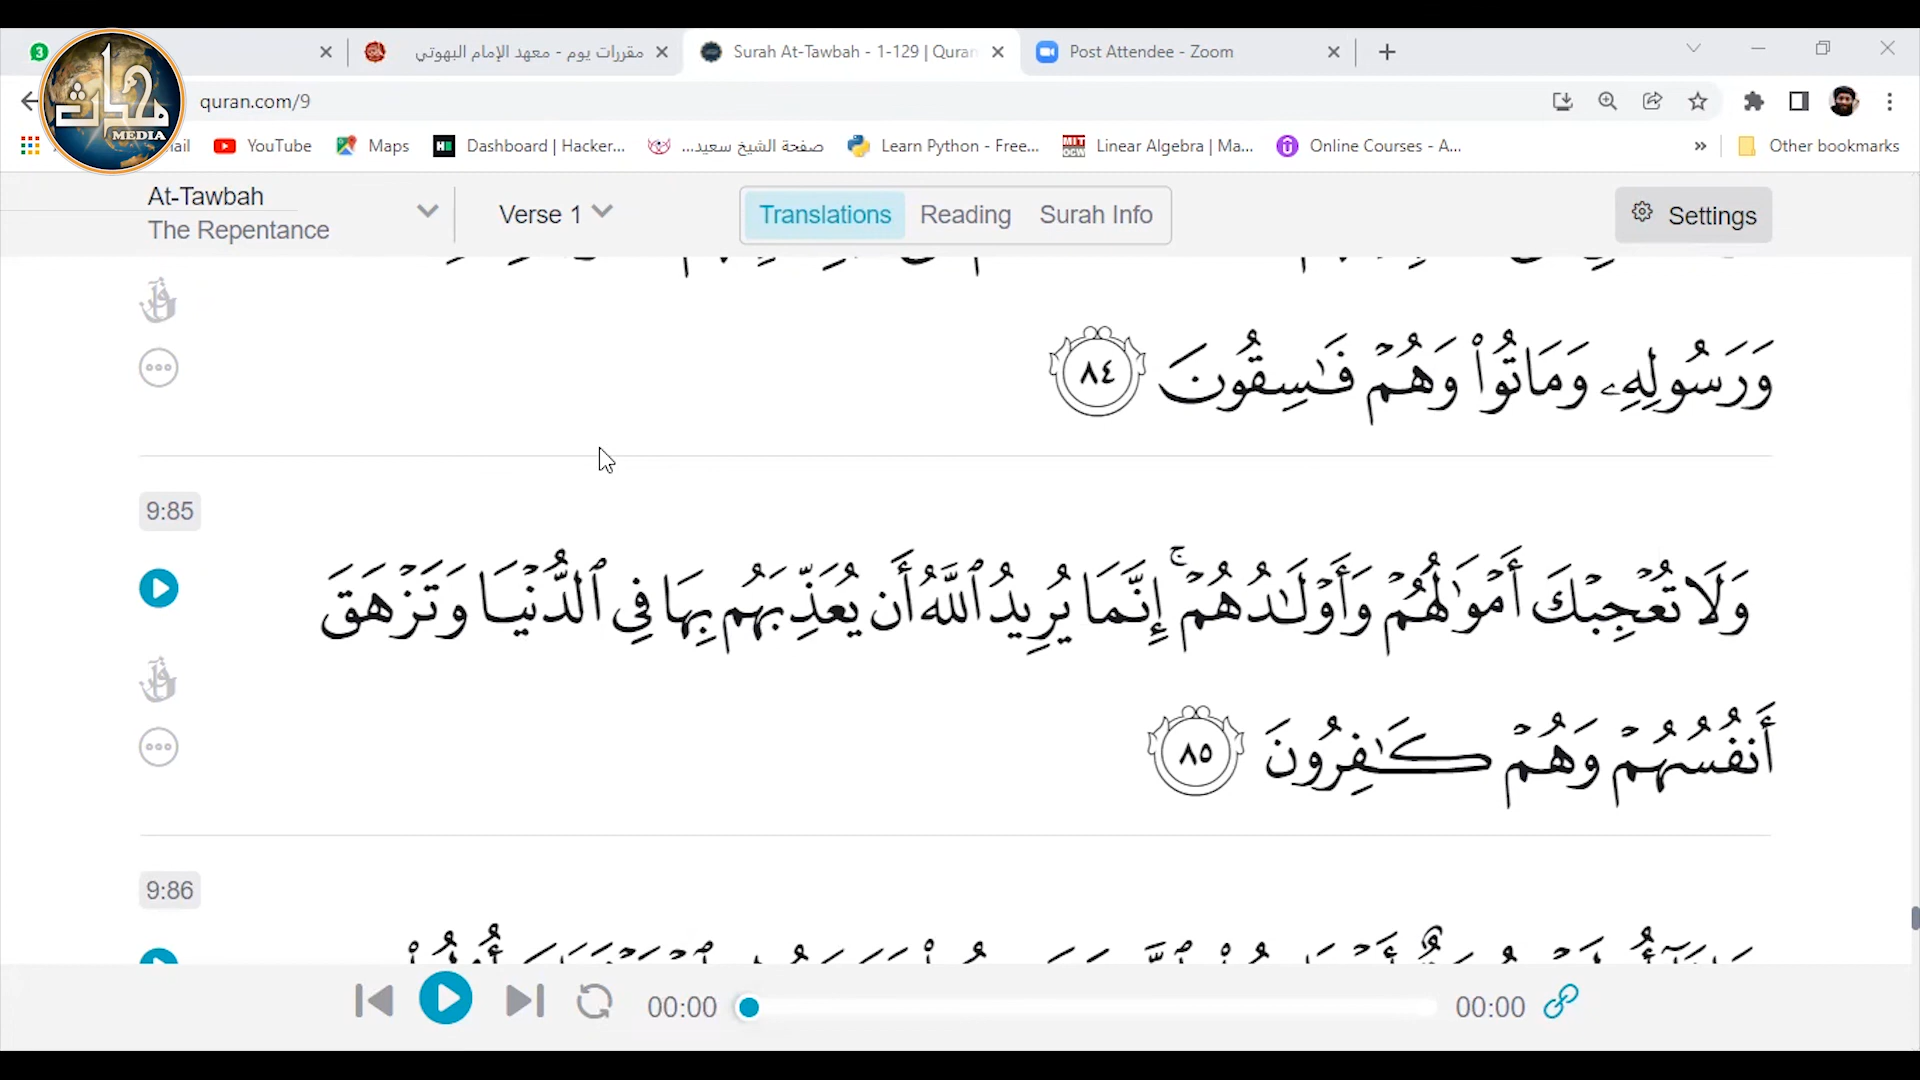 3
مقررات يوم - معهد الإمام البهوتي
Surah At-Tawbah - 1-129 | Quran
Post Attendee - Zoom
quran.com/9
MEDIA
YouTube
Maps
Dashboard | Hacker...
صفحة الشيخ سعيد...
Learn Python - Free...
Linear Algebra | Ma...
Online Courses - A...
Other bookmarks
At-Tawbah
The Repentance
Verse 1
Translations
Reading
Surah Info
Settings
وَرَسُولِهِۦ وَمَاتُوا۟ وَهُمْ فَـٰسِقُونَ ٨٤
9:85
وَلَا تُعْجِبْكَ أَمْوَٰلُهُمْ وَأَوْلَـٰدُهُمْ ۚ إِنَّمَا يُرِيدُ ٱللَّهُ أَن يُعَذِّبَهُم بِهَا فِى ٱلدُّنْيَا وَتَزْهَقَ
أَنفُسُهُمْ وَهُمْ كَـٰفِرُونَ ٨٥
9:86
00:00
00:00